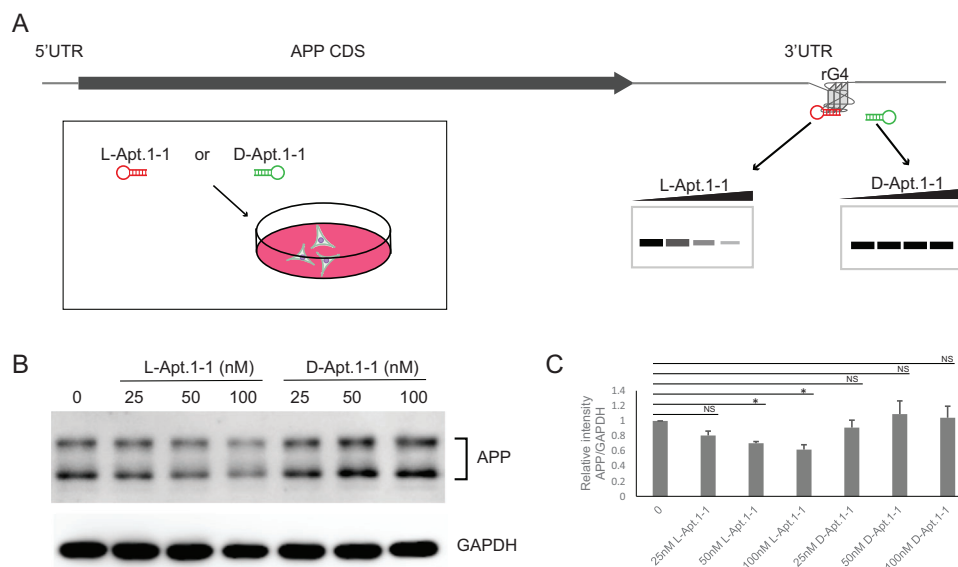 A
5'UTR APP CDS 3'UTR
rG4
L-Apt.1-1 or D-Apt.1-1
L-Apt.1-1 D-Apt.1-1
B
L-Apt.1-1 (nM) D-Apt.1-1 (nM)
0 25 50 100 25 50 100
APP
GAPDH
C
NS
NS
NS
*
*
NS
Relative intensity
APP/GAPDH
1.4
1.2
1
0.8
0.6
0.4
0.2
0
0
25nM L-Apt.1-1
50nM L-Apt.1-1
100nM L-Apt.1-1
25nM D-Apt.1-1
50nM D-Apt.1-1
100nM D-Apt.1-1